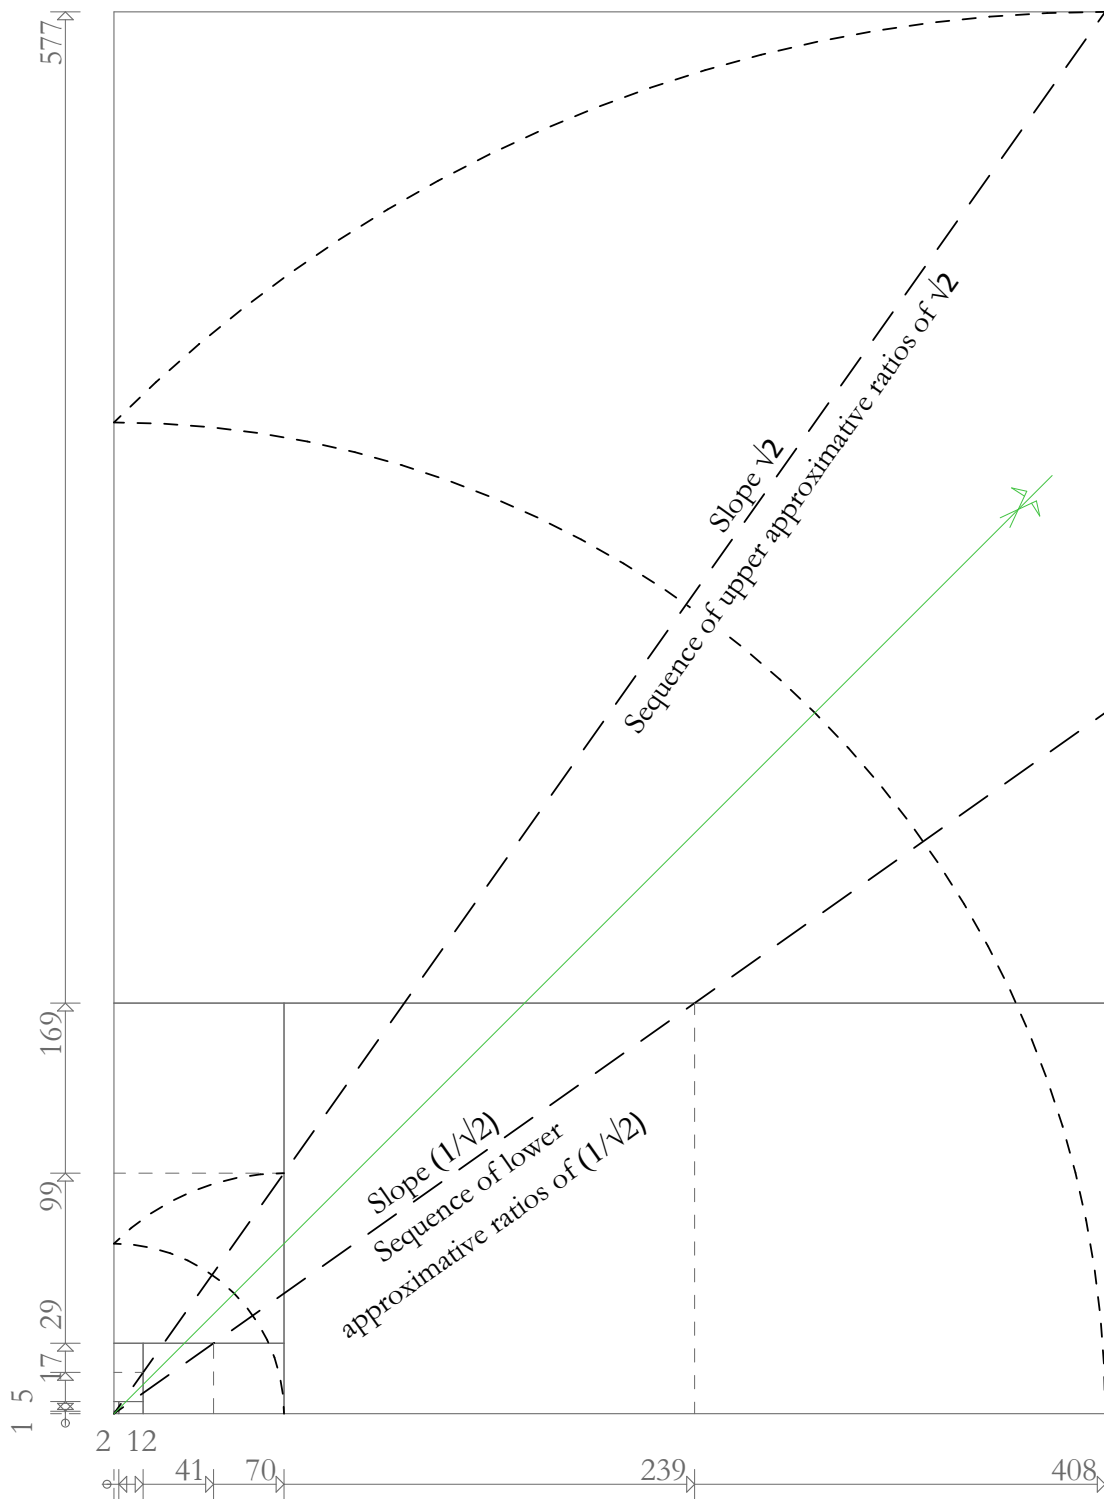 577
Slope √2
Sequence of upper approximative ratios of √2
169
Slope (1/√2)
Sequence of lower
approximative ratios of (1/√2)
99
29
17
5
1
2 12
41 70 239 408